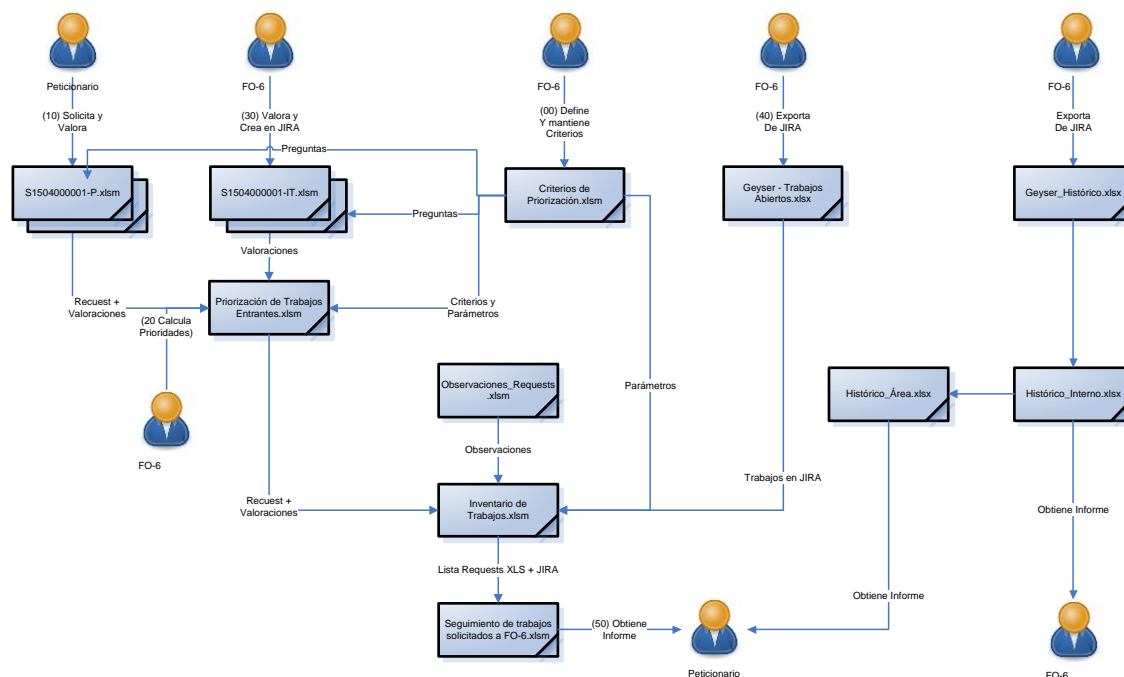 Peticionario
FO-6
FO-6
FO-6
FO-6
(10) Solicita y
Valora
(30) Valora y
Crea en JIRA
(00) Define
Y mantiene
Criterios
(40) Exporta
De JIRA
Exporta
De JIRA
Preguntas
S1504000001-P.xlsm
S1504000001-IT.xlsm
Criterios de
Priorización.xlsm
Geyser - Trabajos
Abiertos.xlsx
Geyser_Histórico.xlsx
Preguntas
Valoraciones
Recuest +
Valoraciones
Priorización de Trabajos
Entrantes.xlsm
Criterios y
Parámetros
(20 Calcula
Prioridades)
Observaciones_Requests
.xlsm
Parámetros
Histórico_Área.xlsx
Histórico_Interno.xlsx
FO-6
Observaciones
Trabajos en JIRA
Recuest +
Valoraciones
Inventario de
Trabajos.xlsm
Obtiene Informe
Lista Requests XLS + JIRA
Obtiene Informe
Seguimiento de trabajos
solicitados a FO-6.xlsm
(50) Obtiene
Informe
Peticionario
FO-6